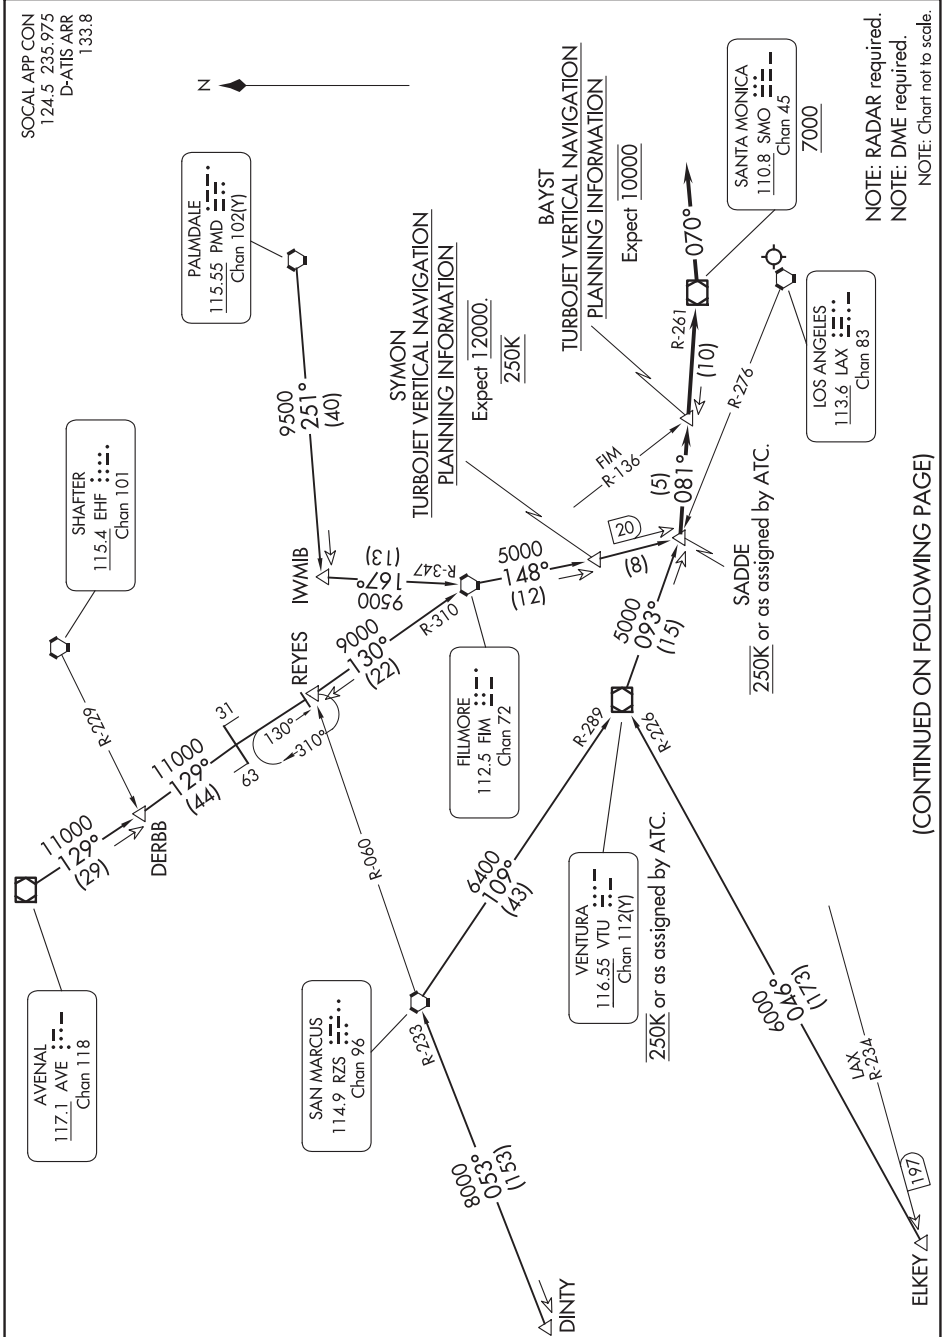 SOCAL APP CON
124.5 235.975
D-ATIS ARR
133.8
N
AVENAL
117.1 AVE
Chan 118
11000
129°
(29)
DERBB
R-229
SHAFTER
115.4 EHF
Chan 101
11000
129°
(44)
31
63
130°
310°
REYES
R-060
9000
130°
(22)
R-310
PALMDALE
115.55 PMD
Chan 102(Y)
9500
251°
(40)
IWMIB
9500
167°
(13)
R-347
FILLMORE
112.5 FIM
Chan 72
5000
148°
(12)
SYMON
TURBOJET VERTICAL NAVIGATION
PLANNING INFORMATION
Expect 12000.
250K
20
(8)
SAN MARCUS
114.9 RZS
Chan 96
R-233
8000
053°
(153)
DINTY
6400
109°
(43)
R-289
VENTURA
116.55 VTU
Chan 112(Y)
250K or as assigned by ATC.
R-226
6000
046°
(173)
ELKEY
LAX
R-234
197
5000
093°
(15)
SADDE
250K or as assigned by ATC.
(5)
081°
FIM
R-136
BAYST
TURBOJET VERTICAL NAVIGATION
PLANNING INFORMATION
Expect 10000
R-261
(10)
070°
R-276
SANTA MONICA
110.8 SMO
Chan 45
7000
LOS ANGELES
113.6 LAX
Chan 83
NOTE: RADAR required.
NOTE: DME required.
NOTE: Chart not to scale.
(CONTINUED ON FOLLOWING PAGE)